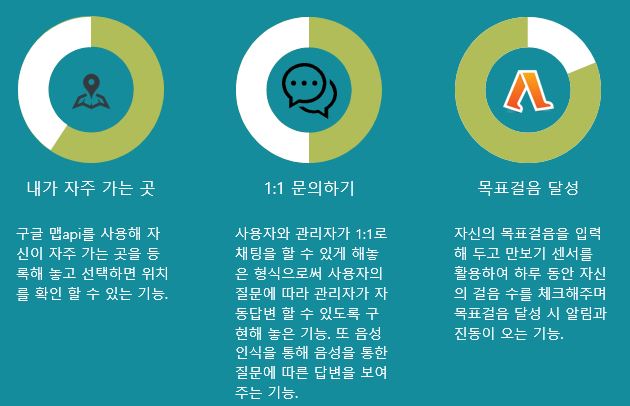 내가 자주 가는 곳
구글 맵api를 사용해 자
신이 자주 가는 곳을 등
록해 놓고 선택하면 위치
를 확인 할 수 있는 기능.
1:1 문의하기
사용자와 관리자가 1:1로
채팅을 할 수 있게 해놓
은 형식으로써 사용자의
질문에 따라 관리자가 자
동답변 할 수 있도록 구
현해 놓은 기능. 또 음성
인식을 통해 음성을 통한
질문에 따른 답변을 보여
주는 기능.
목표걸음 달성
자신의 목표걸음을 입력
해 두고 만보기 센서를
활용하여 하루 동안 자신
의 걸음 수를 체크해주며
목표걸음 달성 시 알림과
진동이 오는 기능.